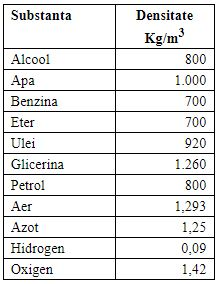 Substanta Densitate
Kg/m³
Alcool 800
Apa 1.000
Benzina 700
Eter 700
Ulei 920
Glicerina 1.260
Petrol 800
Aer 1,293
Azot 1,25
Hidrogen 0,09
Oxigen 1,42